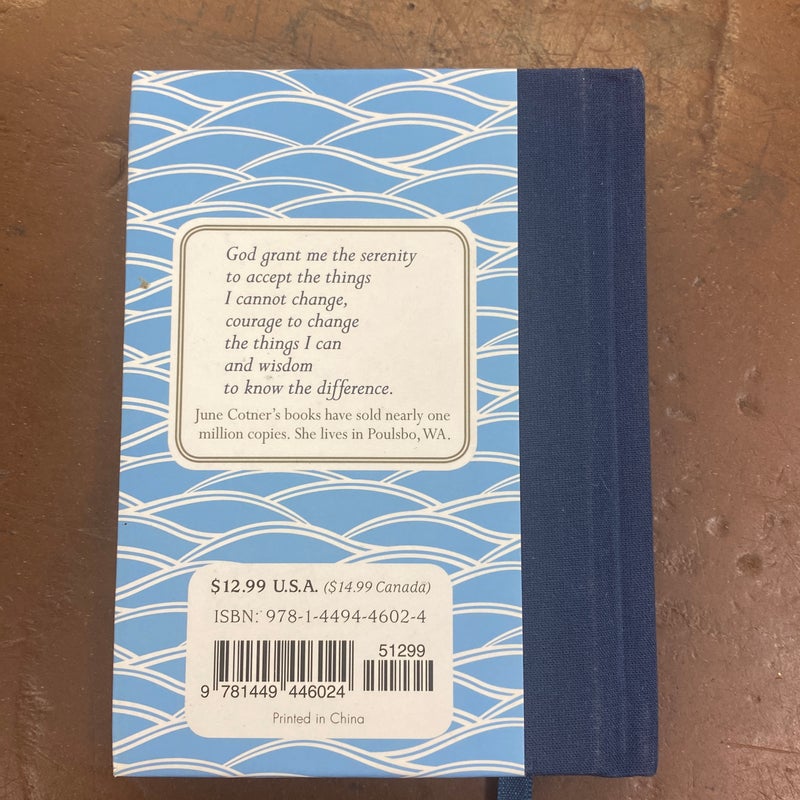 God grant me the serenity
to accept the things
I cannot change,
courage to change
the things I can
and wisdom
to know the difference.
June Cotner's books have sold nearly one
million copies. She lives in Poulsbo, WA.
$12.99 U.S.A. ($14.99 Canada)
ISBN: 978-1-4494-4602-4
51299
9 781449 446024
Printed in China